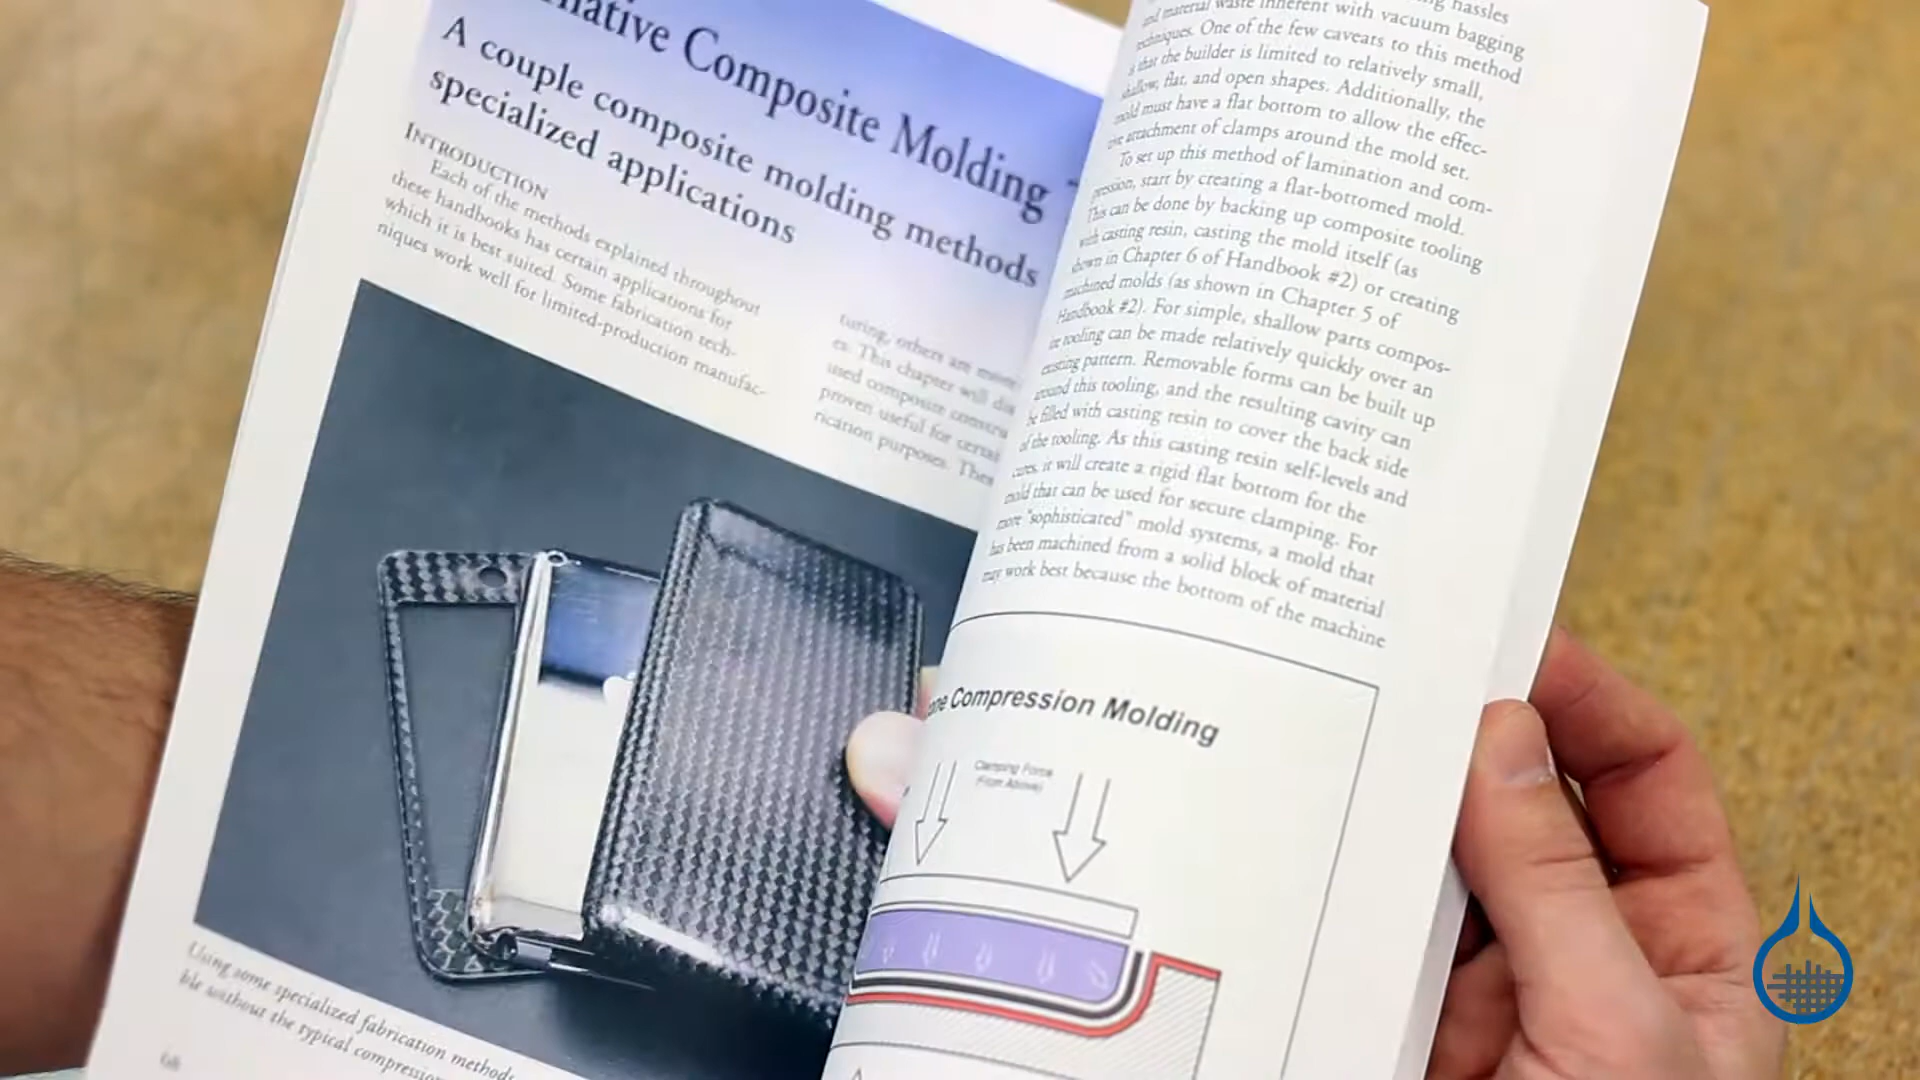 native Composite Molding
A couple composite molding methods
specialized applications
INTRODUCTION
Each of the methods explained throughout
these handbooks has certain applications for
which it is best suited. Some fabrication tech-
niques work well for limited-production manufac-
turing, others are more
es. This chapter will
used composite
proven useful for
rication purposes. These
Using some specialized fabrication methods
ble without the typical compression
68
hassles
and material waste inherent with vacuum bagging
techniques. One of the few caveats to this method
is that the builder is limited to relatively small,
shallow, flat, and open shapes. Additionally, the
mold must have a flat bottom to allow the effec-
tive attachment of clamps around the mold set.
To set up this method of lamination and com-
pression, start by creating a flat-bottomed mold.
This can be done by backing up composite tooling
with casting resin, casting the mold itself (as
shown in Chapter 6 of Handbook #2) or creating
machined molds (as shown in Chapter 5 of
Handbook #2). For simple, shallow parts compos-
ite tooling can be made relatively quickly over an
existing pattern. Removable forms can be built up
around this tooling, and the resulting cavity can
be filled with casting resin to cover the back side
of the tooling. As this casting resin self-levels and
cures, it will create a rigid flat bottom for the
mold that can be used for secure clamping. For
more "sophisticated" mold systems, a mold that
has been machined from a solid block of material
may work best because the bottom of the machine
one Compression Molding
Clamping Force
(From Above)